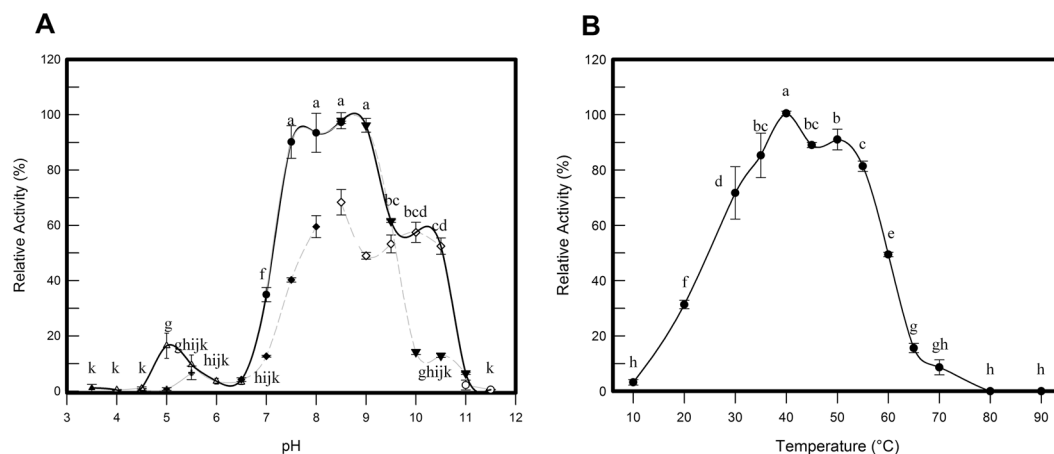 A
120
100
80
60
40
20
0
Relative Activity (%)
k
k
k
g
ghijk
hijk
hijk
f
a
a
a
a
bc
bcd
cd
ghijk
k
3
4
5
6
7
8
9
10
11
12
pH
B
120
100
80
60
40
20
0
Relative Activity (%)
h
f
d
bc
a
bc
b
c
e
g
gh
h
h
10
20
30
40
50
60
70
80
90
Temperature (°C)